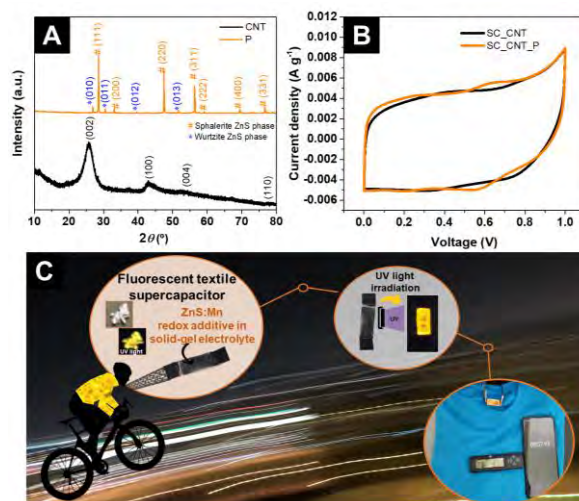 A
CNT
P
# (111)
*(010)
*(011)
# (200)
*(012)
# (220)
*(013)
# (311)
# (222)
# (400)
# (331)
# Sphalerite ZnS phase
* Wurtzite ZnS phase
(002)
(100)
(004)
(110)
Intensity (a.u.)
10 20 30 40 50 60 70 80
2θ (º)
B
SC_CNT
SC_CNT_P
0.012
0.010
0.008
0.006
0.004
0.002
0.000
-0.002
-0.004
-0.006
Current density (A g⁻¹)
0.0 0.2 0.4 0.6 0.8 1.0
Voltage (V)
C
Fluorescent textile
supercapacitor
ZnS:Mn
redox additive in
solid-gel electrolyte
UV light
UV light
irradiation
UV